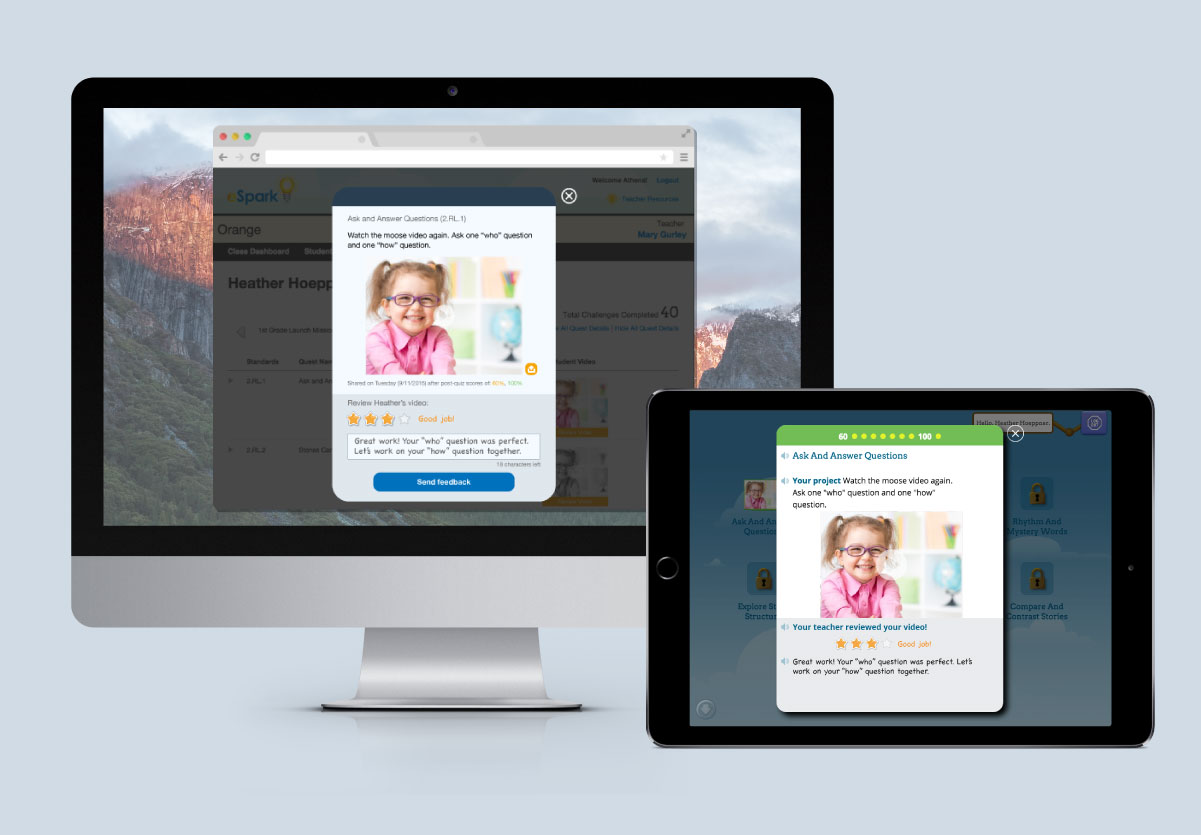 eSpark
Welcome Athena! Logout
Teacher Resources
Orange
Teacher
Mary Gurley
Class Dashboard Student
Heather Hoepp
Total Challenges Completed 40
All Quest Details | Hide All Quest Details
1st Grade Launch Mission
Standards Quest Nam
Student Video
2.RL.1 Ask and An
2.RL.2 Stories Ca
Ask and Answer Questions (2.RL.1)
Watch the moose video again. Ask one "who" question
and one "how" question.
Shared on Tuesday (9/11/2015) after post-quiz scores of: 60%, 100%
Review Heather's video:
Good job!
Great work! Your "who" question was perfect.
Let's work on your "how" question together.
18 characters left
Send feedback
Hello, Heather Hoeppner.
60 100
Ask And Answer Questions
Your project Watch the moose video again.
Ask one "who" question and one "how"
question.
Your teacher reviewed your video!
Good job!
Great work! Your "who" question was perfect. Let's
work on your "how" question together.
Ask And An
Question
Rhythm And
Mystery Words
Explore St
Structu
Compare And
Contrast Stories